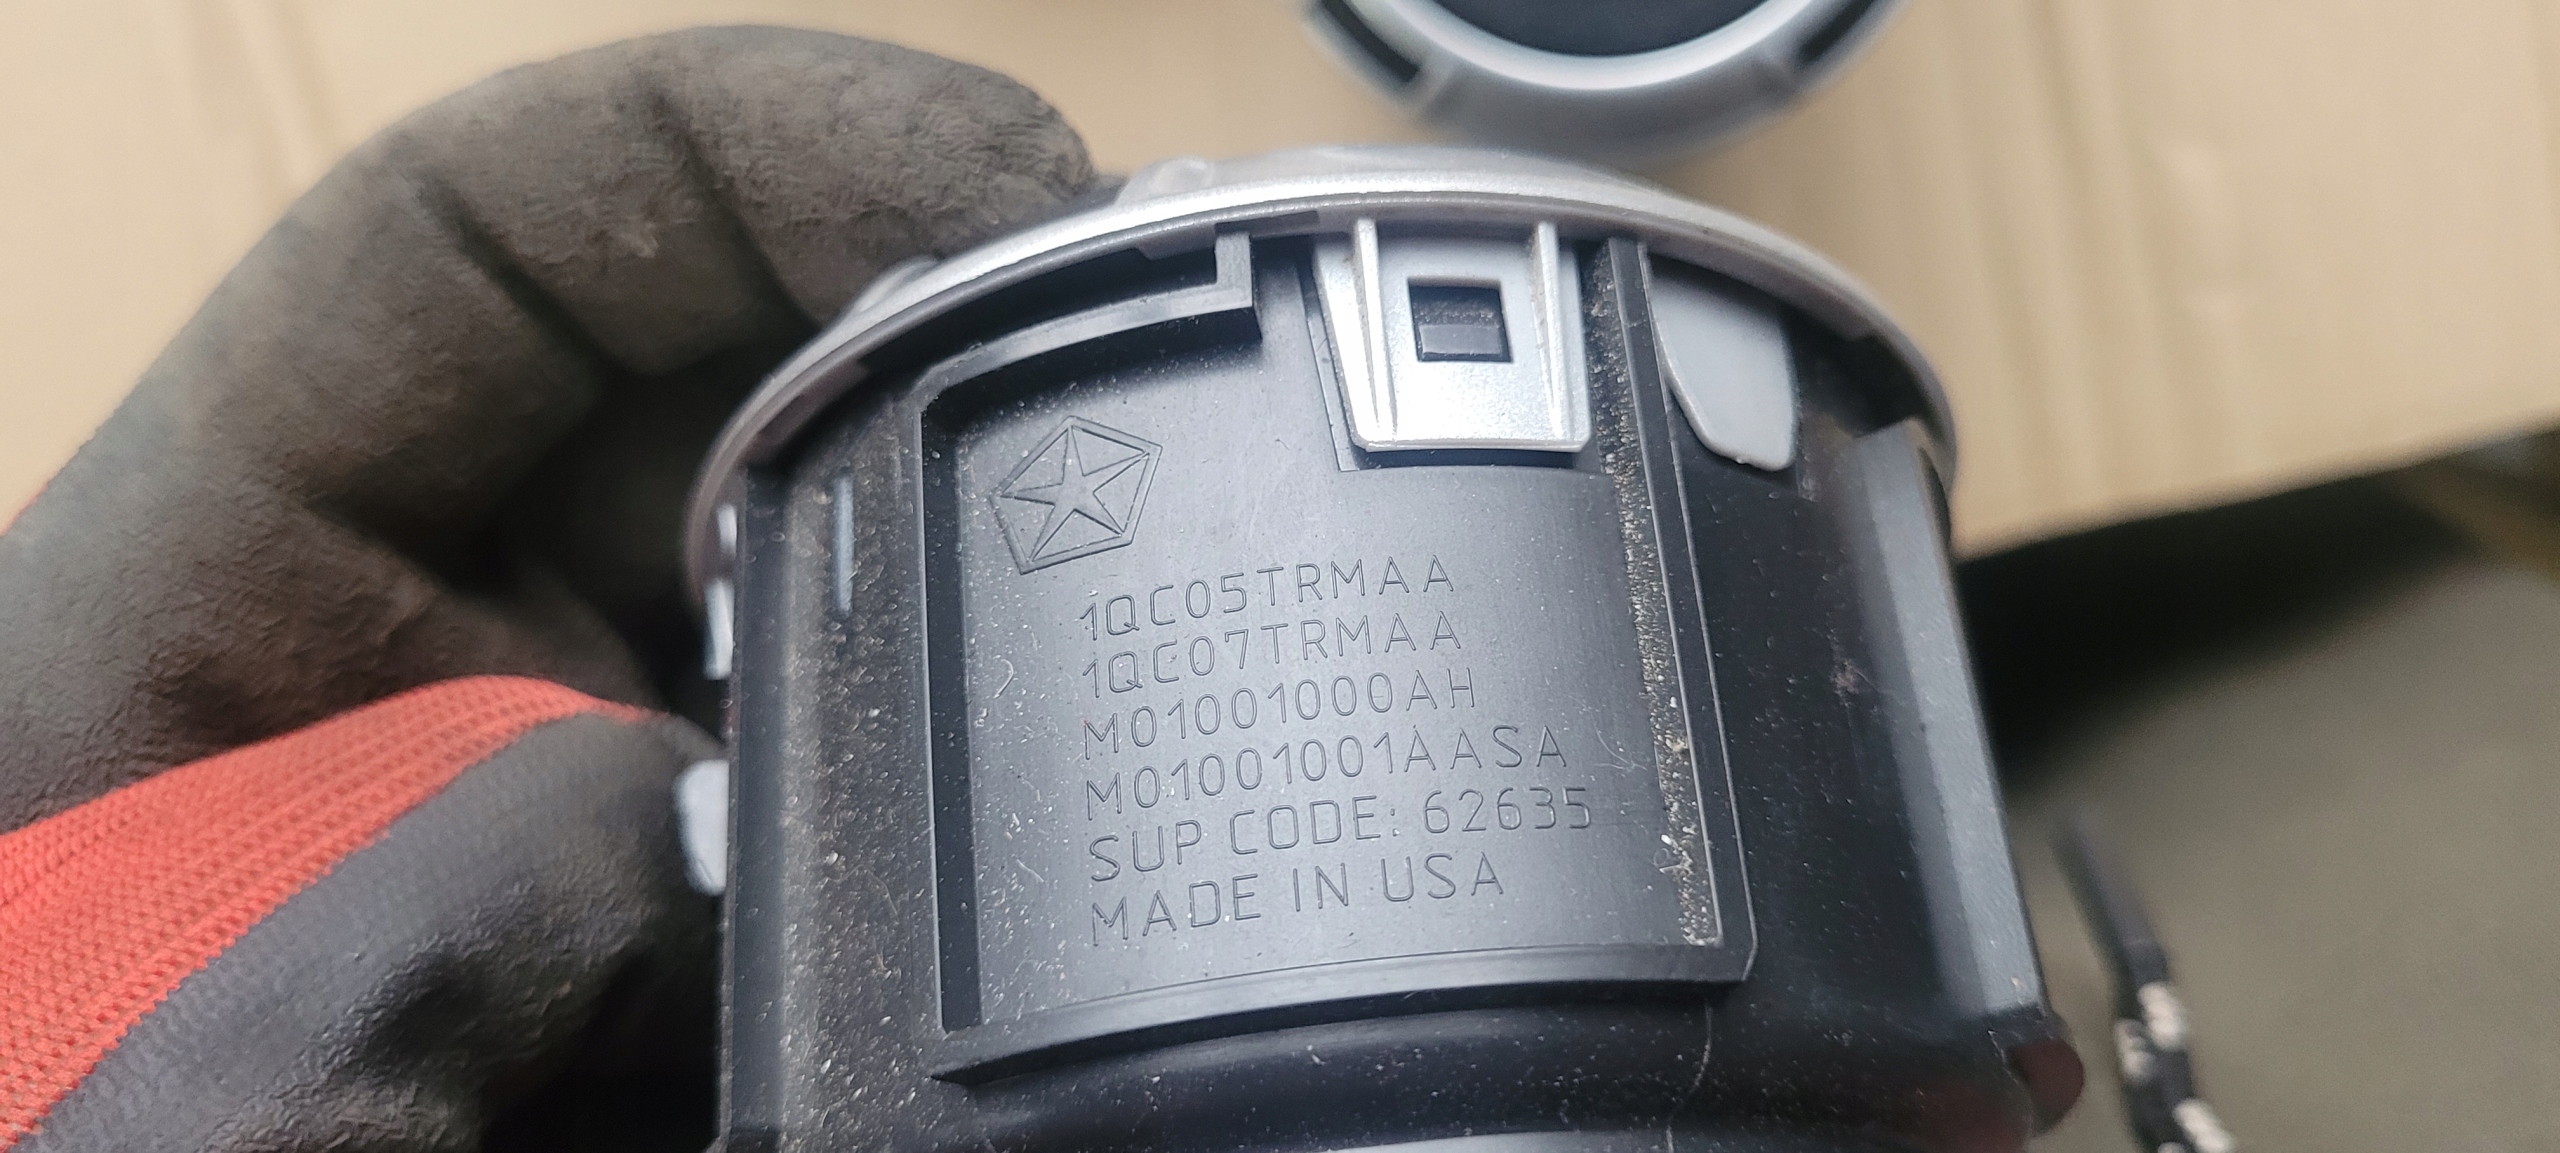 1QC05TRMAA
1QC07TRMAA
M01001000AH
M01001001AASA
SUP CODE: 62635
MADE IN USA